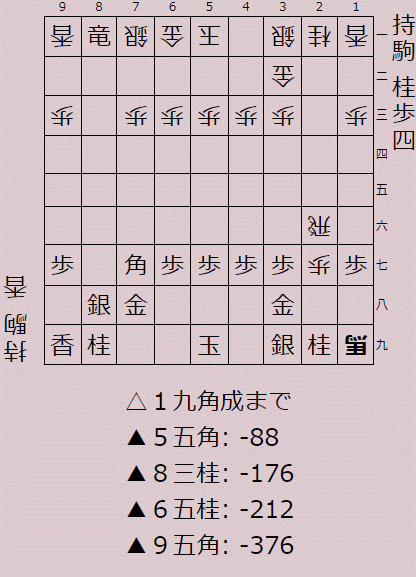 9 8 7 6 5 4 3 2 1
香 竜 銀 金 玉 銀 桂 香 一
金 二
歩 歩 歩 歩 歩 歩 三
四
五
飛 六
歩 角 歩 歩 歩 歩 歩 歩 七
銀 金 金 八
香 桂 玉 銀 桂 馬 九
持駒 桂歩四
持駒 香
△１九角成まで
▲５五角: -88
▲８三桂: -176
▲６五桂: -212
▲９五角: -376